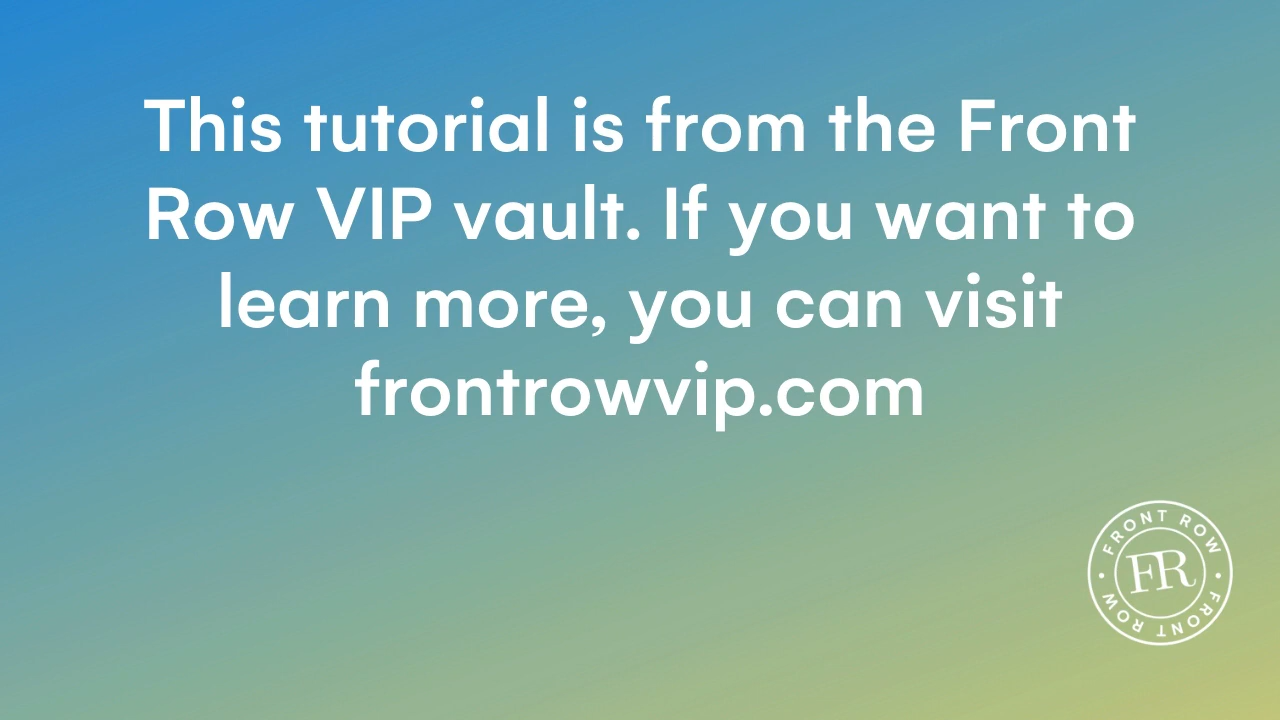 This tutorial is from the Front
Row VIP vault. If you want to
learn more, you can visit
frontrowvip.com
FRONT ROW
FR
FRONT ROW